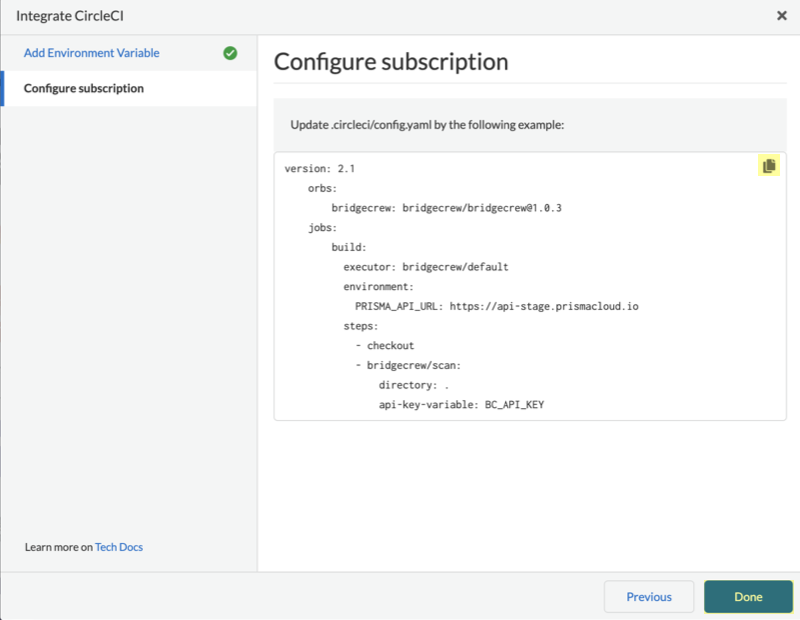 Integrate CircleCI
Add Environment Variable
Configure subscription
Configure subscription
Update .circleci/config.yaml by the following example:
version: 2.1
    orbs:
        bridgecrew: bridgecrew/bridgecrew@1.0.3
    jobs:
        build:
          executor: bridgecrew/default
          environment:
            PRISMA_API_URL: https://api-stage.prismacloud.io
          steps:
            - checkout
            - bridgecrew/scan:
                directory: .
                api-key-variable: BC_API_KEY
Learn more on Tech Docs
Previous
Done